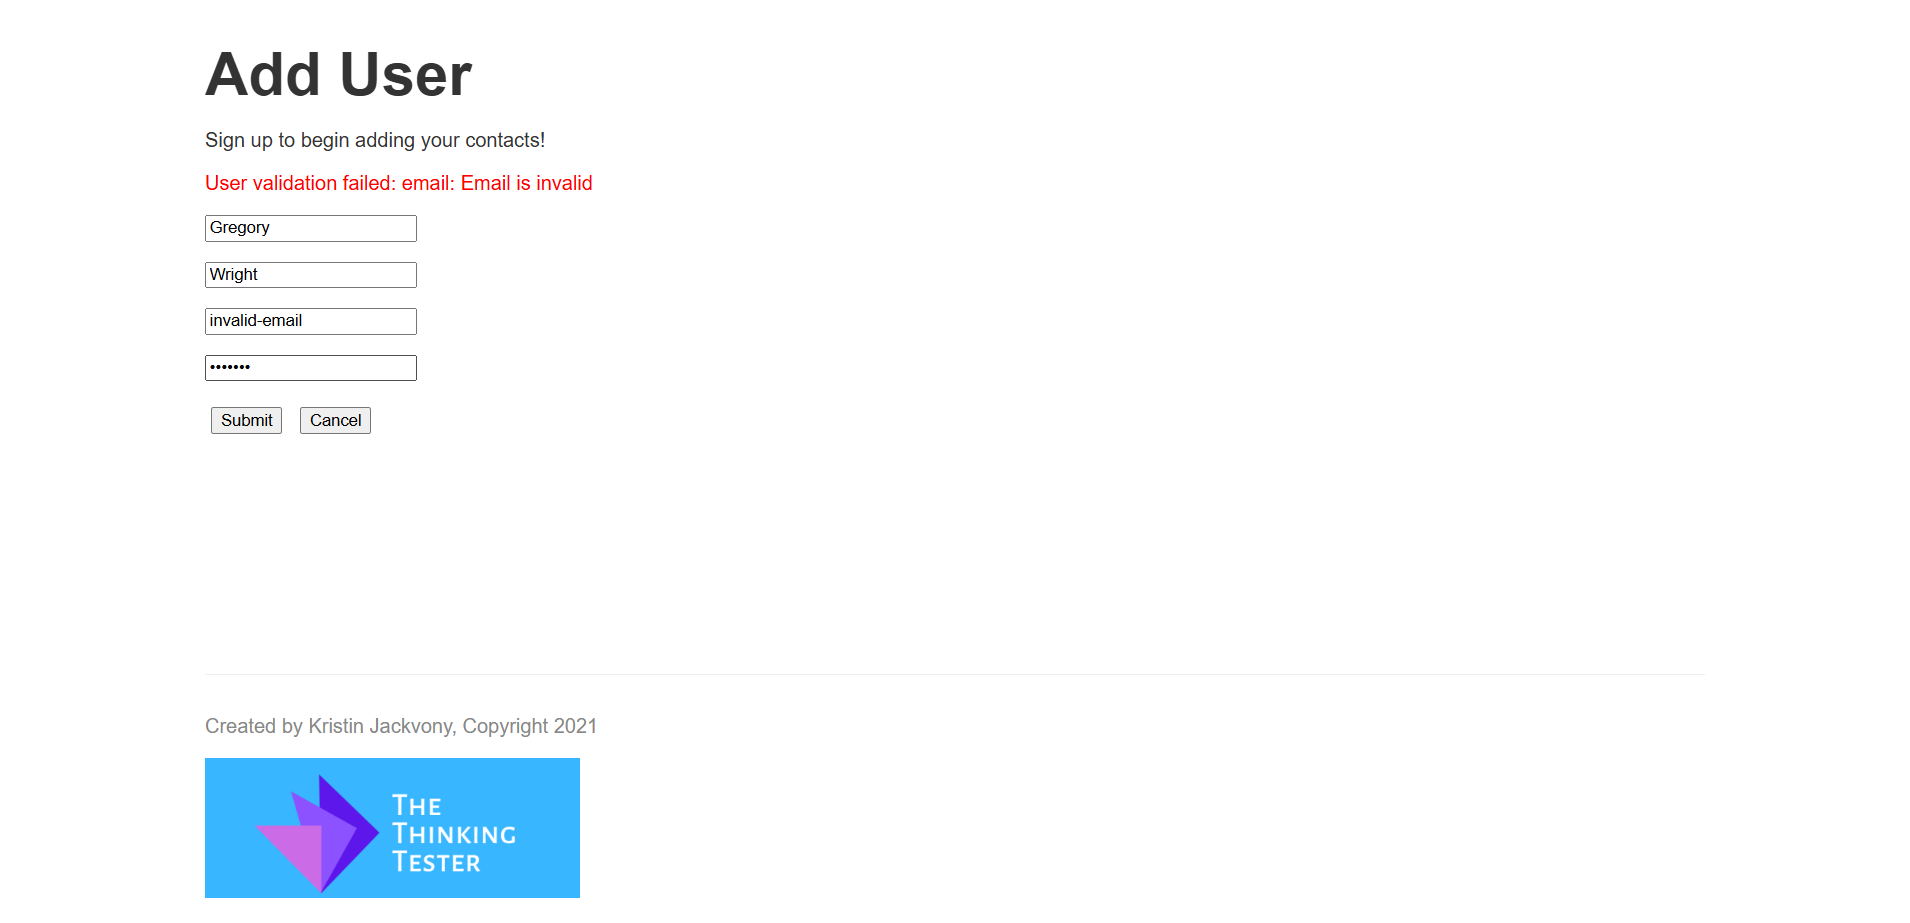 Add User
Sign up to begin adding your contacts!
User validation failed: email: Email is invalid
Gregory
Wright
invalid-email
•••••••
Submit Cancel
Created by Kristin Jackvony, Copyright 2021
THE
THINKING
TESTER